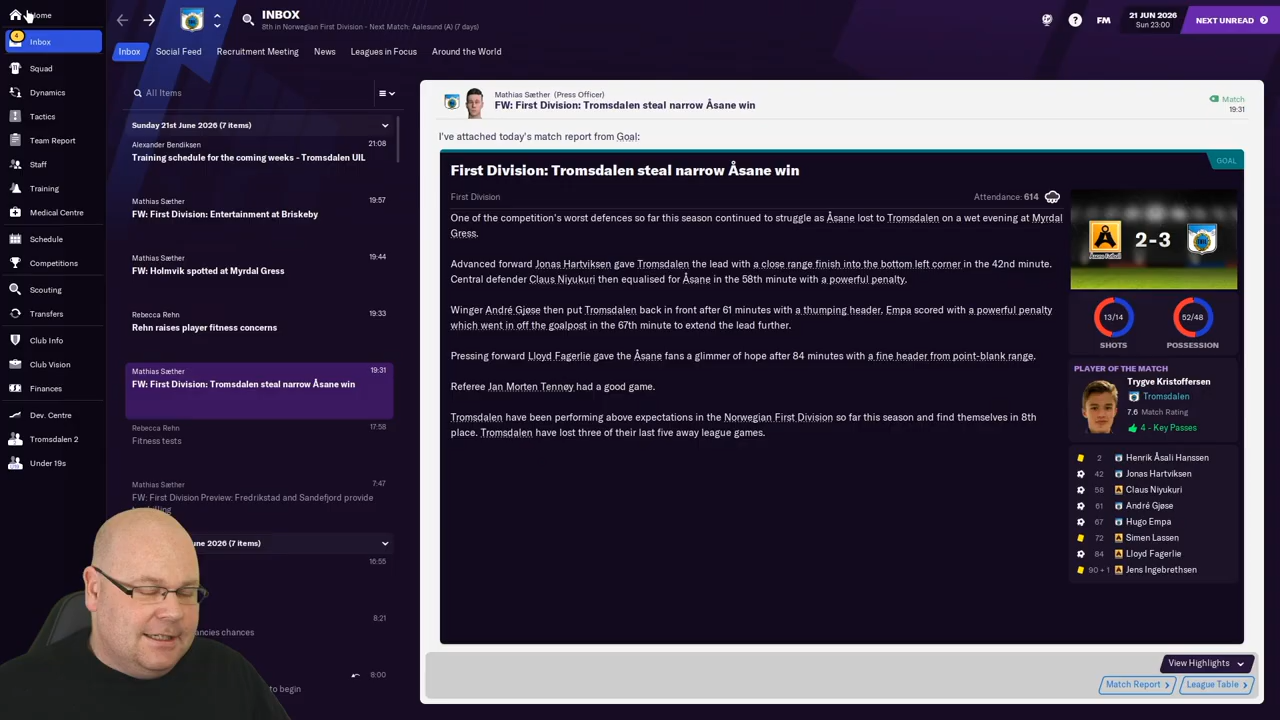 Home
INBOX
8th in Norwegian First Division - Next Match: Aalesund (A) (7 days)
FM
21 JUN 2026
Sun 23:00
NEXT UNREAD
4
Inbox
Inbox
Social Feed
Recruitment Meeting
News
Leagues in Focus
Around the World
Squad
Dynamics
Tactics
Team Report
Staff
Training
Medical Centre
Schedule
Competitions
Scouting
Transfers
Club Info
Club Vision
Finances
Dev. Centre
Tromsdalen 2
Under 19s
All Items
Sunday 21st June 2026 (7 items)
Alexander Bendiksen 21:08
Training schedule for the coming weeks - Tromsdalen UIL
Mathias Sæther 19:57
FW: First Division: Entertainment at Briskeby
Mathias Sæther 19:44
FW: Holmvik spotted at Myrdal Gress
Rebecca Rehn 19:33
Rehn raises player fitness concerns
Mathias Sæther 19:31
FW: First Division: Tromsdalen steal narrow Åsane win
Rebecca Rehn 17:58
Fitness tests
Mathias Sæther 7:47
FW: First Division Preview: Fredrikstad and Sandefjord provide
une 2026 (7 items)
16:55
8:21
ancies chances
8:00
to begin
Mathias Sæther (Press Officer)
FW: First Division: Tromsdalen steal narrow Åsane win
Match
19:31
I've attached today's match report from Goal:
GOAL
First Division: Tromsdalen steal narrow Åsane win
First Division
Attendance: 614
One of the competition's worst defences so far this season continued to struggle as Åsane lost to Tromsdalen on a wet evening at Myrdal
Gress.
Advanced forward Jonas Hartviksen gave Tromsdalen the lead with a close range finish into the bottom left corner in the 42nd minute.
Central defender Claus Niyukuri then equalised for Åsane in the 58th minute with a powerful penalty.
Winger André Gjøse then put Tromsdalen back in front after 61 minutes with a thumping header. Empa scored with a powerful penalty
which went in off the goalpost in the 67th minute to extend the lead further.
Pressing forward Lloyd Fagerlie gave the Åsane fans a glimmer of hope after 84 minutes with a fine header from point-blank range.
Referee Jan Morten Tennøy had a good game.
Tromsdalen have been performing above expectations in the Norwegian First Division so far this season and find themselves in 8th
place. Tromsdalen have lost three of their last five away league games.
2-3
13/14
SHOTS
52/48
POSSESSION
PLAYER OF THE MATCH
Trygve Kristoffersen
Tromsdalen
7.6 Match Rating
4 - Key Passes
2 Henrik Åsali Hanssen
42 Jonas Hartviksen
58 Claus Niyukuri
61 André Gjøse
67 Hugo Empa
72 Simen Lassen
84 Lloyd Fagerlie
90 + 1 Jens Ingebrethsen
View Highlights
Match Report
League Table